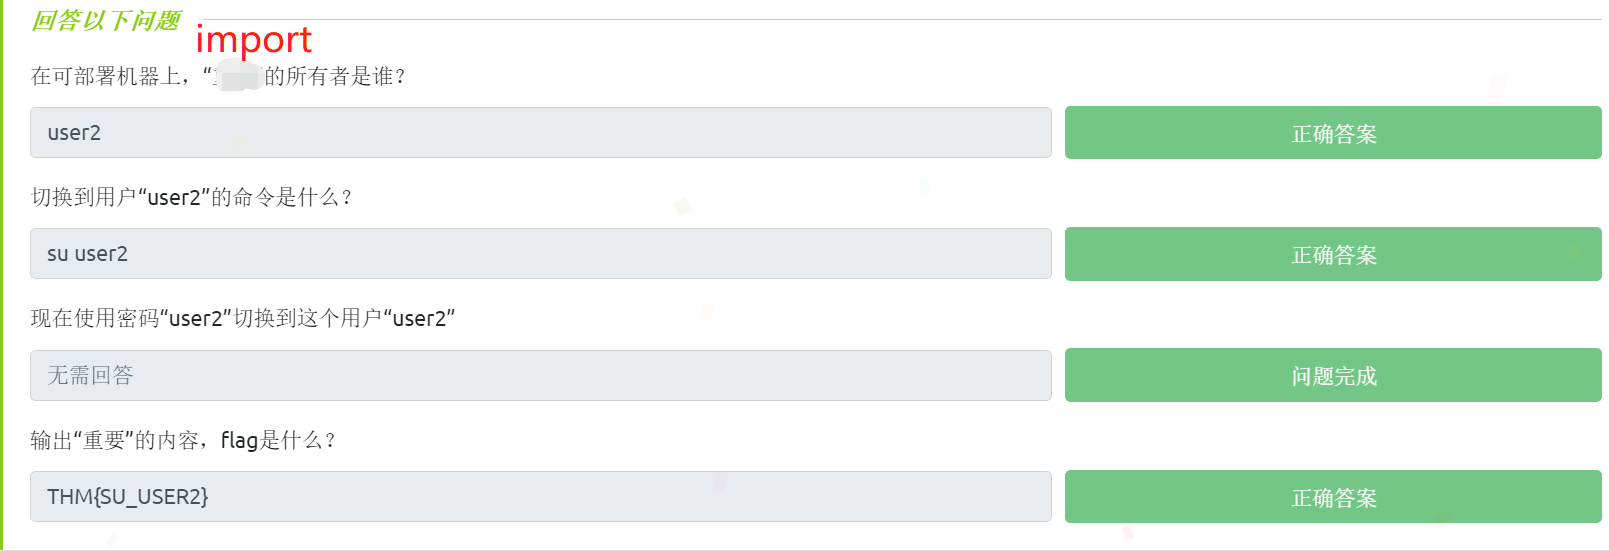 回答以下问题
import
在可部署机器上，“ 的所有者是谁？
user2
正确答案
切换到用户“user2”的命令是什么？
su user2
正确答案
现在使用密码“user2”切换到这个用户“user2”
无需回答
问题完成
输出“重要”的内容，flag是什么？
THM{SU_USER2}
正确答案